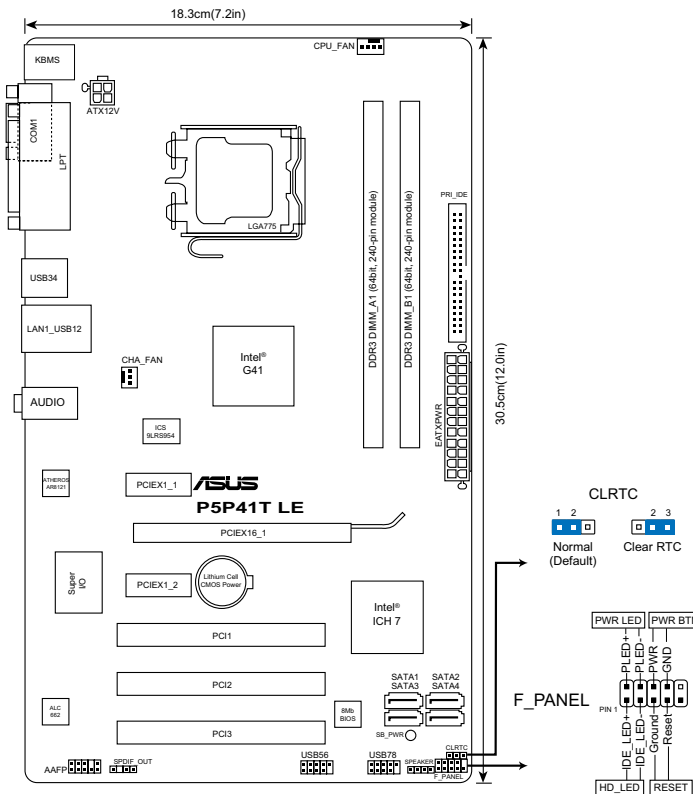 18.3cm(7.2in)
CPU_FAN
KBMS
ATX12V
COM1
LPT
LGA775
DDR3 DIMM_A1 (64bit, 240-pin module)
DDR3 DIMM_B1 (64bit, 240-pin module)
PRI_IDE
30.5cm(12.0in)
USB34
LAN1_USB12
CHA_FAN
Intel®
G41
EATXPWR
AUDIO
ICS
9LRS954
ATHEROS
AR8121
PCIEX1_1
ASUS
P5P41T LE
PCIEX16_1
CLRTC
1 2
2 3
Normal
(Default)
Clear RTC
Super
I/O
PCIEX1_2
Lithium Cell
CMOS Power
Intel®
ICH 7
PCI1
PCI2
PCI3
SATA1
SATA3
SATA2
SATA4
ALC
662
8Mb
BIOS
SB_PWR
AAFP
SPDIF_OUT
USB56
USB78
SPEAKER
CLRTC
F_PANEL
F_PANEL
PWR LED
PWR BTN
PLED+
PLED-
PWR
GND
PIN 1
IDE_LED+
IDE_LED-
Ground
Reset
HD_LED
RESET